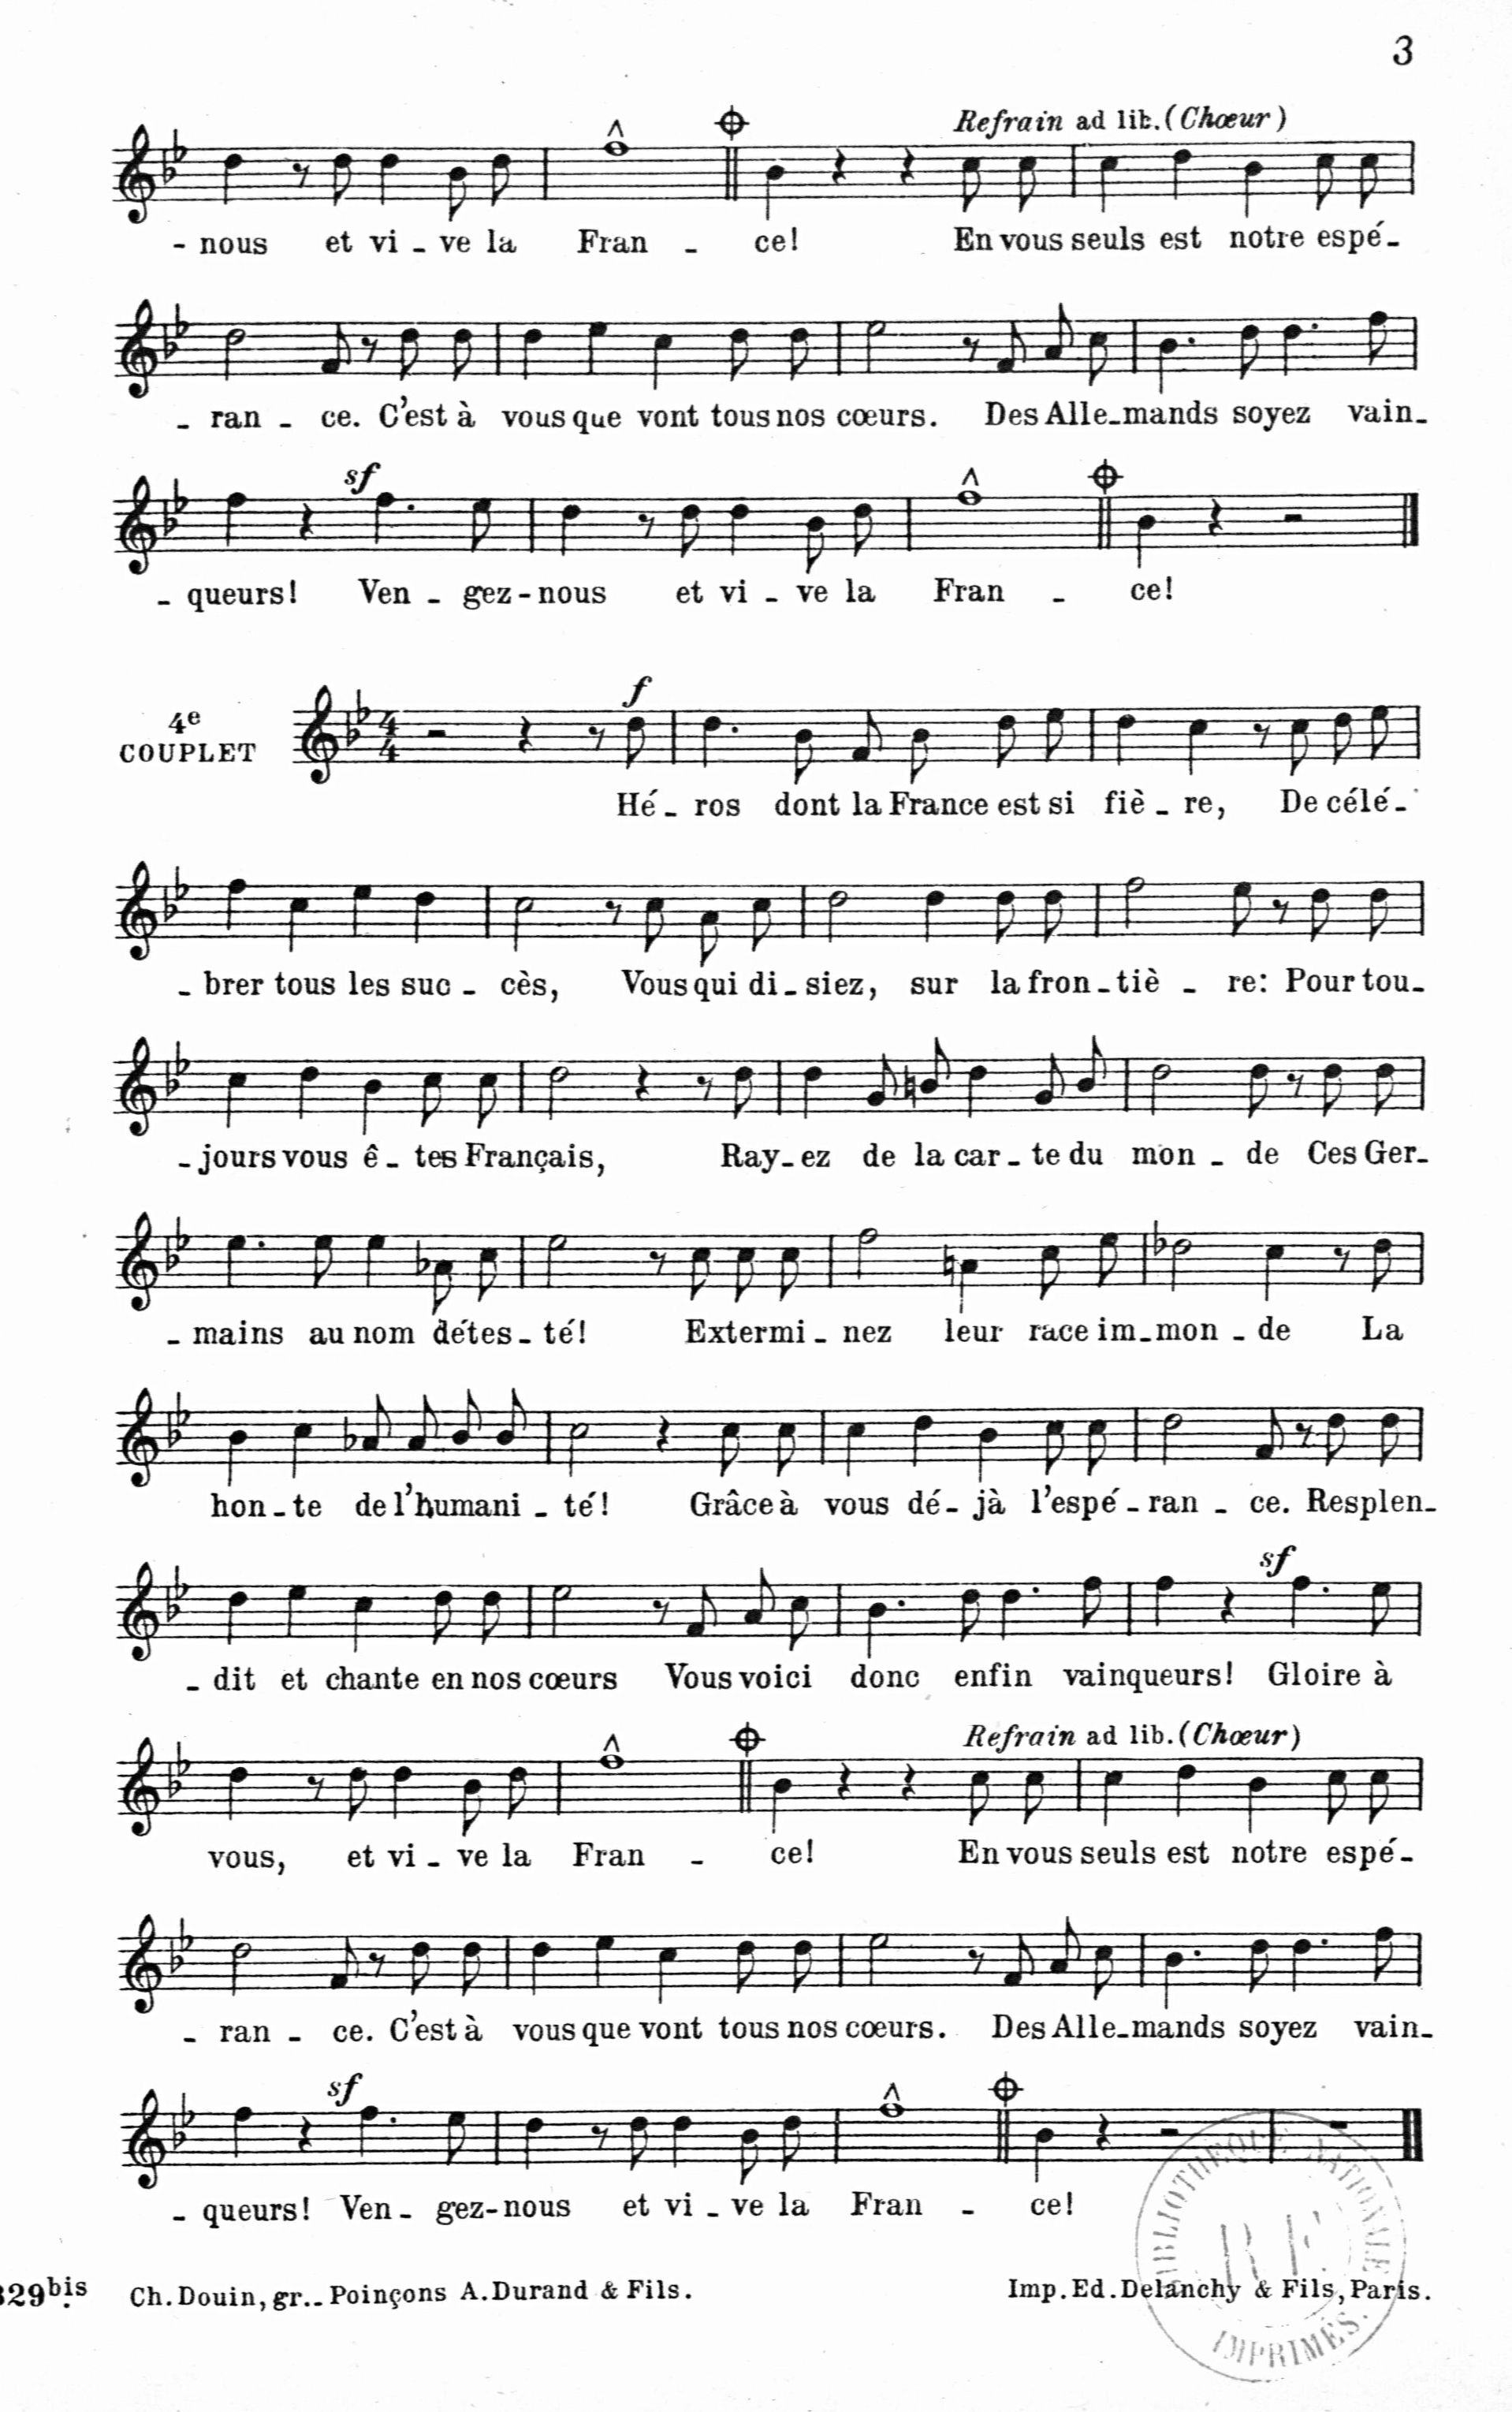 3
Refrain ad lib. (Chœur)
- nous et vi - ve la Fran - ce! En vous seuls est notre espé -
- ran - ce. C'est à vous que vont tous nos cœurs. Des Alle - mands soyez vain -
sf
- queurs! Ven - gez - nous et vi - ve la Fran - ce!
4e
COUPLET
f
Hé - ros dont la France est si fiè - re, De célé -
- brer tous les suc - cès, Vous qui di - siez, sur la fron - tiè - re: Pour tou -
- jours vous ê - tes Français, Ray - ez de la car - te du mon - de Ces Ger -
- mains au nom détes - té! Extermi - nez leur race im - mon - de La
hon - te de l'humani - té! Grâce à vous dé - jà l'espé - ran - ce. Resplen -
sf
- dit et chante en nos cœurs Vous voici donc enfin vainqueurs! Gloire à
Refrain ad lib. (Chœur)
vous, et vi - ve la Fran - ce! En vous seuls est notre espé -
- ran - ce. C'est à vous que vont tous nos cœurs. Des Alle - mands soyez vain -
sf
- queurs! Ven - gez - nous et vi - ve la Fran - ce!
BIBLIOTHÈQUE NATIONALE
RF
IMPRIMÉS.
29bis. Ch. Douin, gr.. Poinçons A. Durand & Fils. Imp. Ed. Delanchy & Fils, Paris.